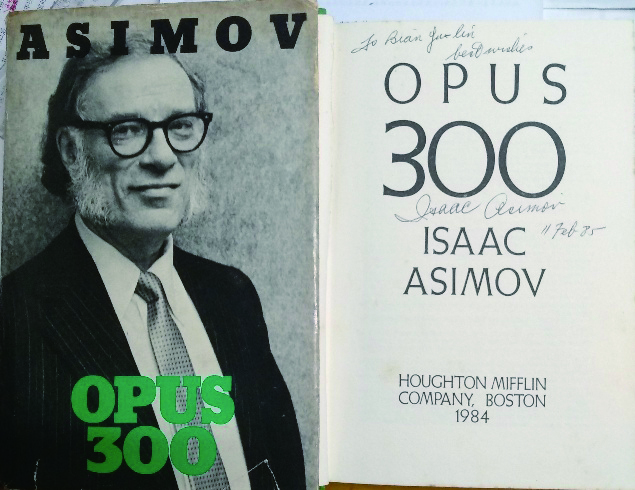 ASIMOV
OPUS
300
To Brian
best wishes
OPUS
300
Isaac Asimov
11 Feb 85
ISAAC
ASIMOV
HOUGHTON MIFFLIN
COMPANY, BOSTON
1984